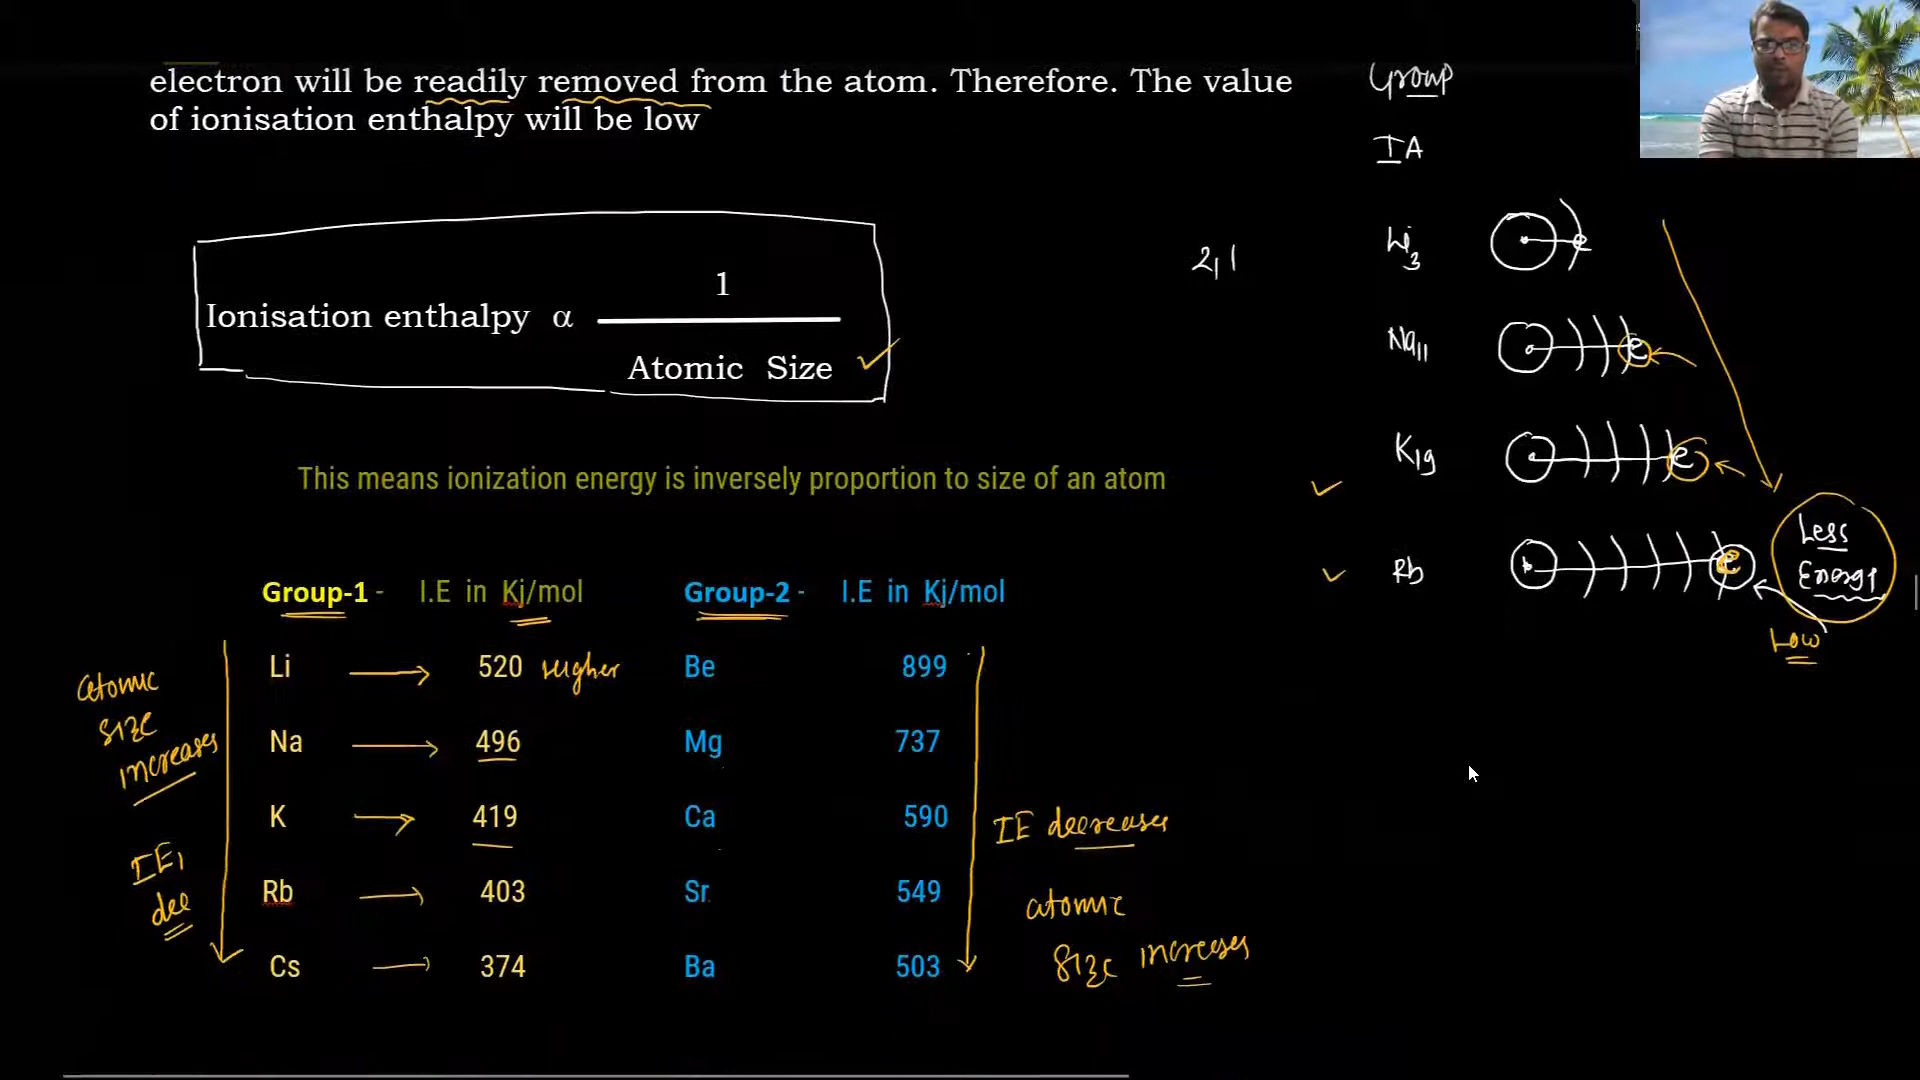 electron will be readily removed from the atom. Therefore. The value
of ionisation enthalpy will be low
Ionisation enthalpy α 1
Atomic Size
This means ionization energy is inversely proportion to size of an atom
Group-1 - I.E in Kj/mol Group-2 - I.E in Kj/mol
Li 520 Higher Be 899
Na 496 Mg 737
K 419 Ca 590
Rb 403 Sr 549
Cs 374 Ba 503
atomic
size
increases
IE1
dec
IE decreases
atomic
size increases
Group
IA
2,1
Li3 e
Na11 e
K19 e
Rb e
Less
Energy
Low